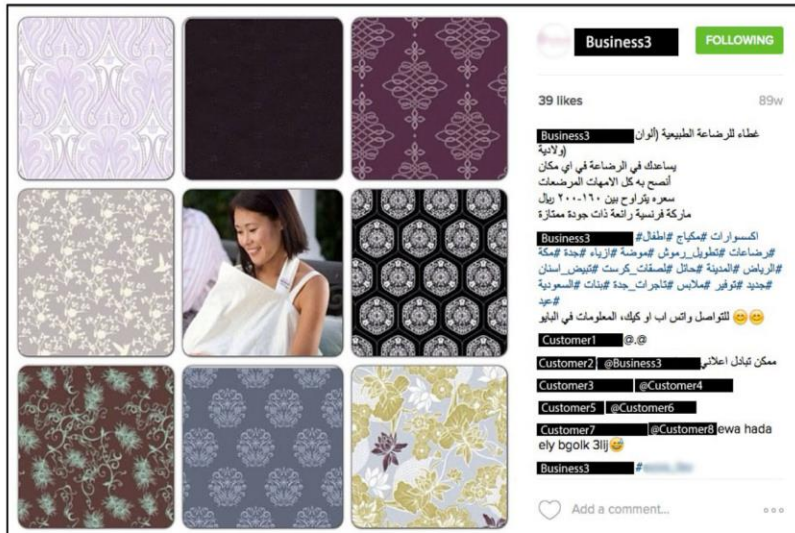 Business3
FOLLOWING
39 likes
89w
Business3 غطاء للرضاعة الطبيعية (ألوان
ولادية)
يساعدك في الرضاعة في اي مكان
أنصح به كل الامهات المرضعات
سعره يتراوح بين ١٦٠-٢٠٠ ريال
ماركة فرنسية رائعة ذات جودة ممتازة
Business3 #اكسسوارات #مكياج #اطفال
#رضاعات #تطويل_رموش #موضة #ازياء #جدة #مكة
#الرياض #المدينة #حائل #لصقات_كرست #تبيض_اسنان
#جديد #توفير #ملابس #تاجرات_جدة #بنات #السعودية
#عيد
للتواصل واتس اب او كيك، المعلومات في البايو 😊😊
Customer1 @.@
Customer2 @Business3 ممكن تبادل اعلاني
Customer3 @Customer4
Customer5 @Customer6
Customer7 @Customer8 ewa hada
ely bgolk 3lij😅
Business3 #
Add a comment...